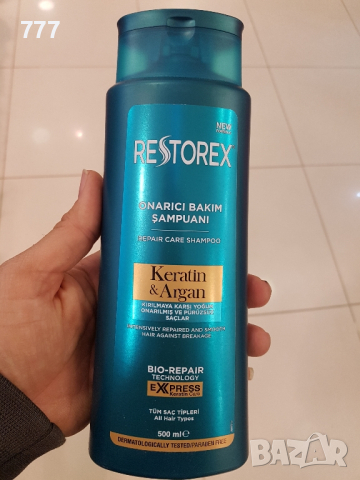 777
NEW
RESTOREX
ONARICI BAKIM
ŞAMPUANI
REPAIR CARE SHAMPOO
Keratin
& Argan
KIRILMAYA KARŞI YOĞUN
ONARILMIŞ VE PÜRÜZSÜZ
SAÇLAR
INTENSIVELY REPAIRED AND SMOOTH
HAIR AGAINST BREAKAGE
BIO-REPAIR
TECHNOLOGY
EXPRESS
Keratin Care
TÜM SAÇ TİPLERİ
All Hair Types
500 ml e
DERMATOLOGICALLY TESTED/PARABEN FREE
BAZAR